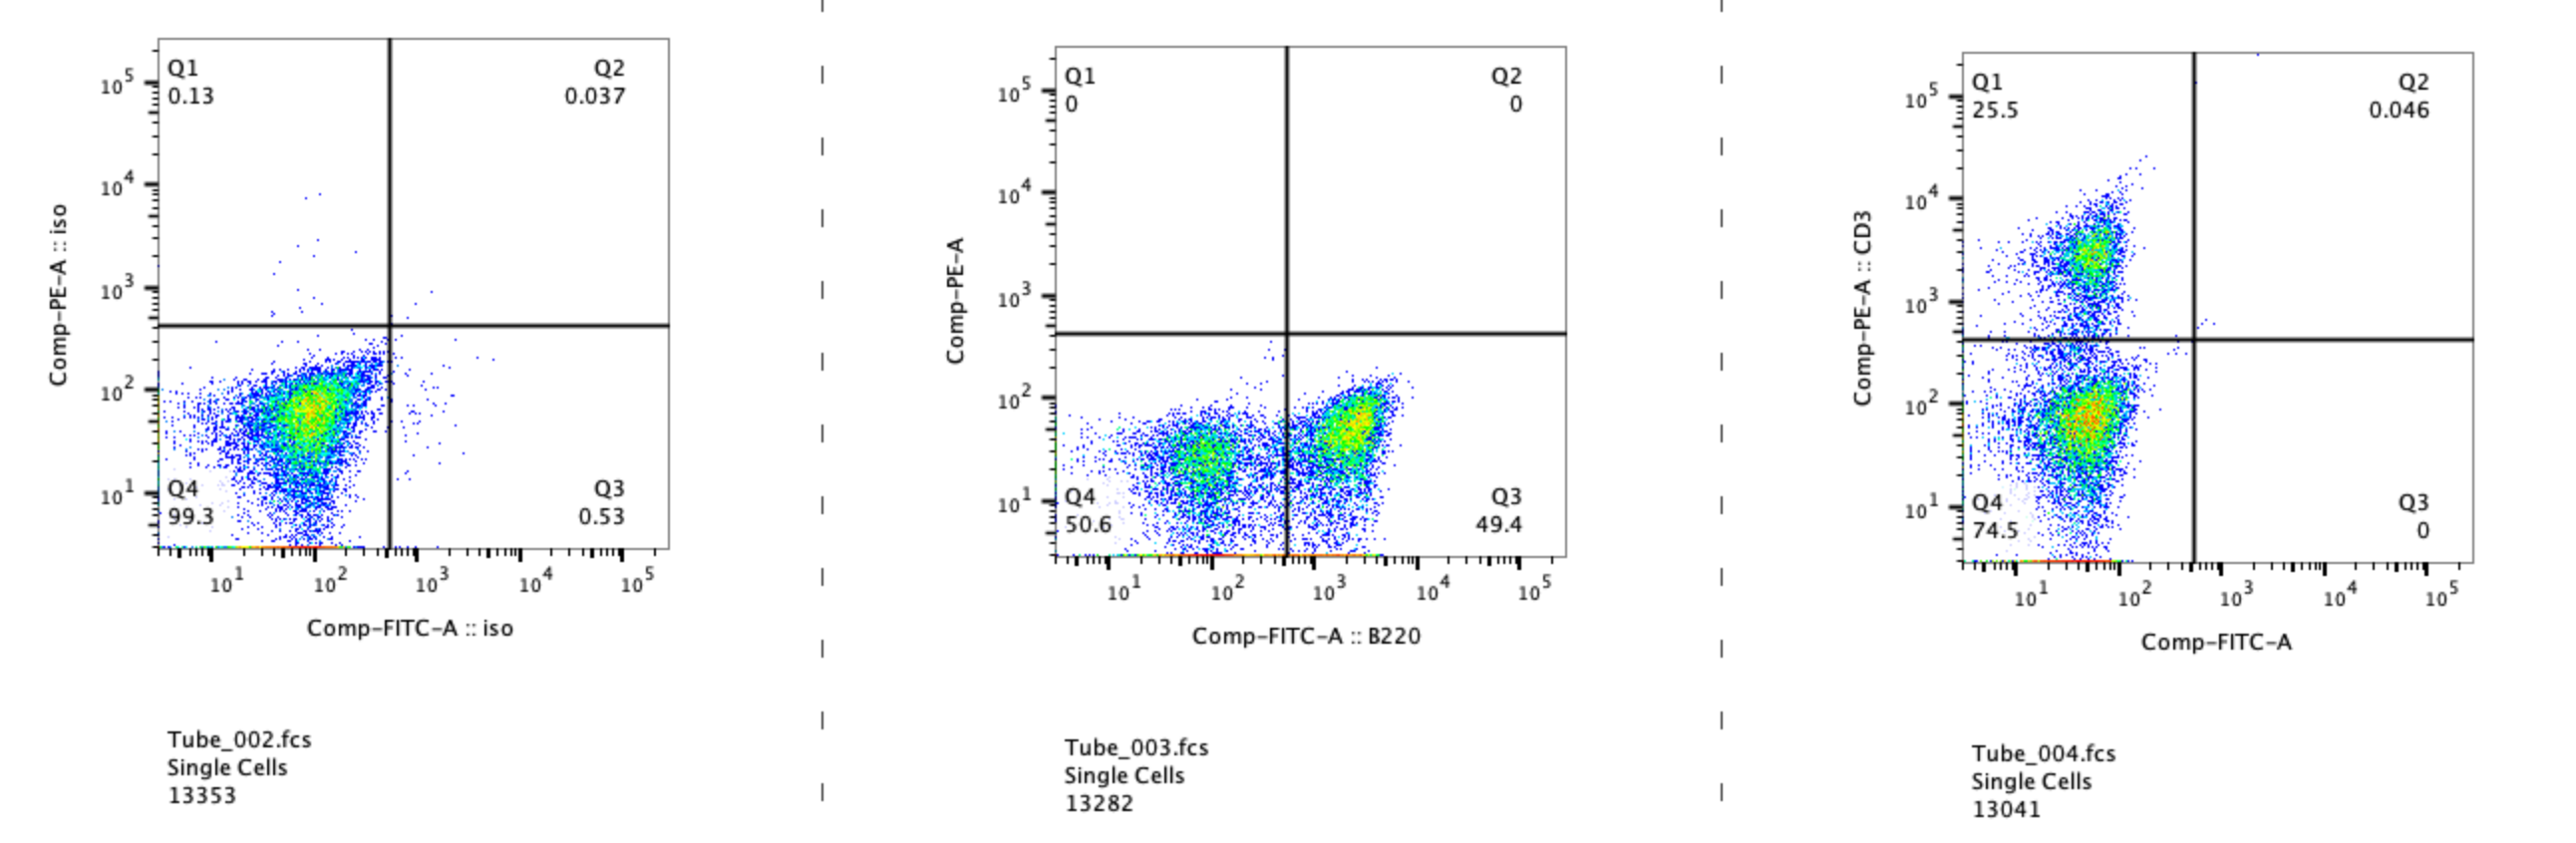 Q1
0.13
Q2
0.037
Q4
99.3
Q3
0.53
10^5
10^4
10^3
10^2
10^1
10^1 10^2 10^3 10^4 10^5
Comp-PE-A :: iso
Comp-FITC-A :: iso
Tube_002.fcs
Single Cells
13353
Q1
0
Q2
0
Q4
50.6
Q3
49.4
10^5
10^4
10^3
10^2
10^1
10^1 10^2 10^3 10^4 10^5
Comp-PE-A
Comp-FITC-A :: B220
Tube_003.fcs
Single Cells
13282
Q1
25.5
Q2
0.046
Q4
74.5
Q3
0
10^5
10^4
10^3
10^2
10^1
10^1 10^2 10^3 10^4 10^5
Comp-PE-A :: CD3
Comp-FITC-A
Tube_004.fcs
Single Cells
13041